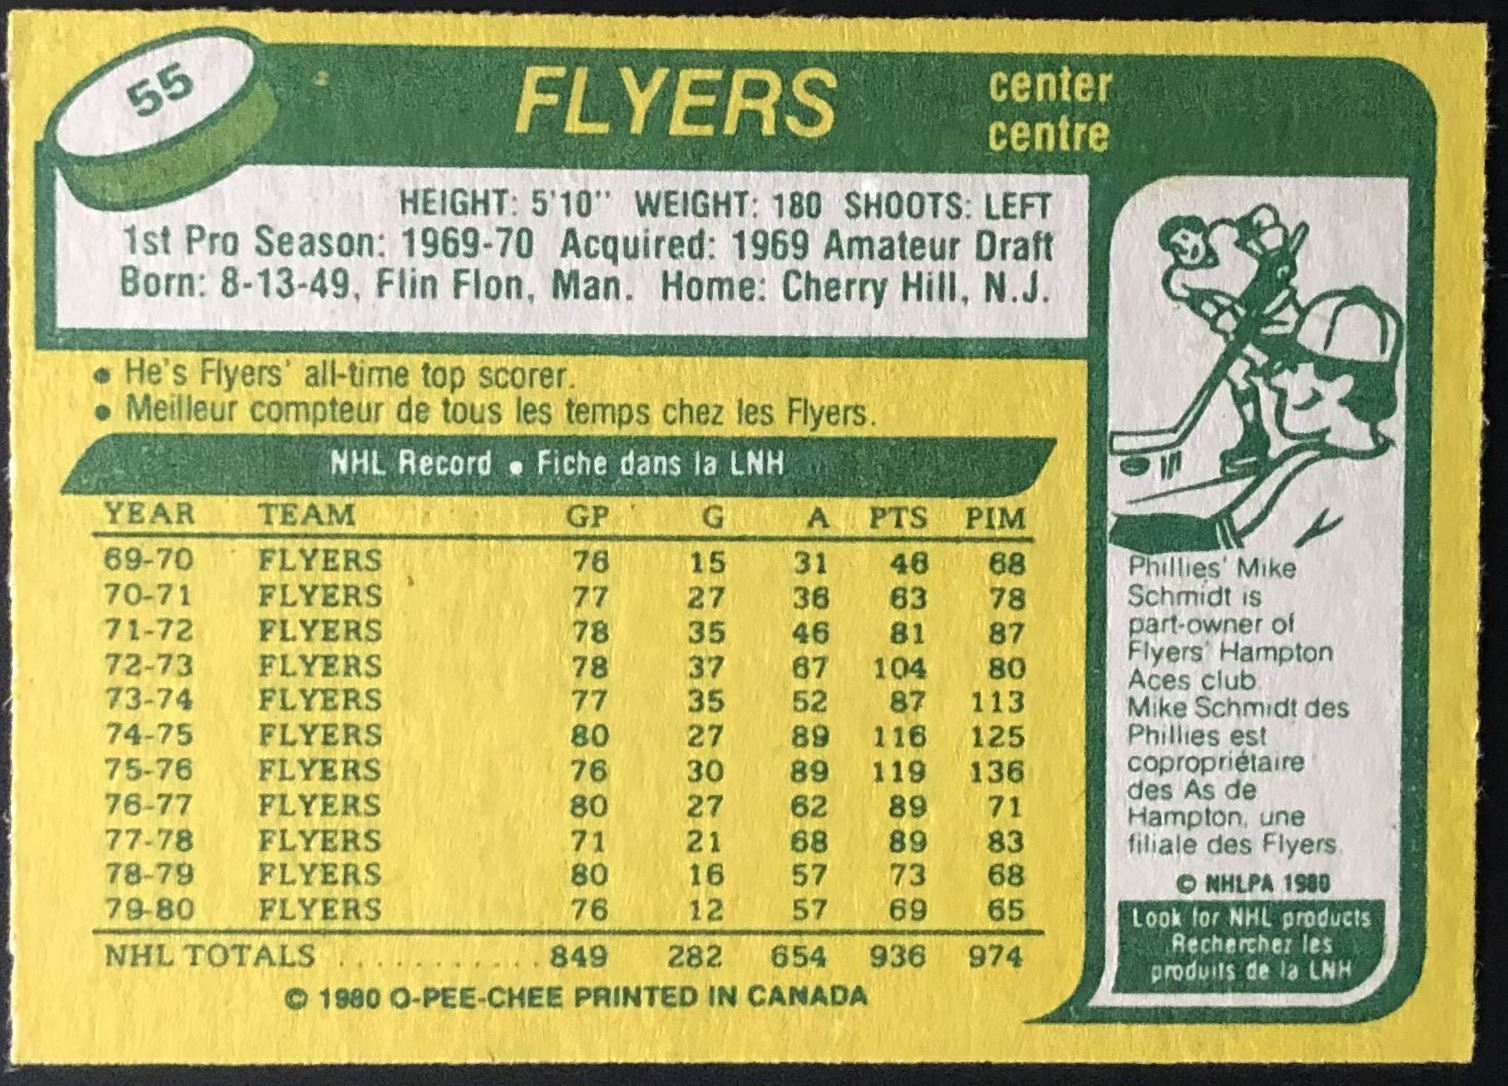 55
FLYERS
center
centre
HEIGHT: 5'10" WEIGHT: 180 SHOOTS: LEFT
1st Pro Season: 1969-70 Acquired: 1969 Amateur Draft
Born: 8-13-49, Flin Flon, Man. Home: Cherry Hill, N.J.
• He's Flyers' all-time top scorer.
• Meilleur compteur de tous les temps chez les Flyers.
NHL Record • Fiche dans la LNH
YEAR TEAM GP G A PTS PIM
69-70 FLYERS 76 15 31 46 68
70-71 FLYERS 77 27 36 63 78
71-72 FLYERS 78 35 46 81 87
72-73 FLYERS 78 37 67 104 80
73-74 FLYERS 77 35 52 87 113
74-75 FLYERS 80 27 89 116 125
75-76 FLYERS 76 30 89 119 136
76-77 FLYERS 80 27 62 89 71
77-78 FLYERS 71 21 68 89 83
78-79 FLYERS 80 16 57 73 68
79-80 FLYERS 76 12 57 69 65
NHL TOTALS ............ 849 282 654 936 974
© 1980 O-PEE-CHEE PRINTED IN CANADA
Phillies' Mike
Schmidt is
part-owner of
Flyers' Hampton
Aces club.
Mike Schmidt des
Phillies est
copropriétaire
des As de
Hampton, une
filiale des Flyers.
© NHLPA 1980
Look for NHL products
Recherchez les
produits de la LNH